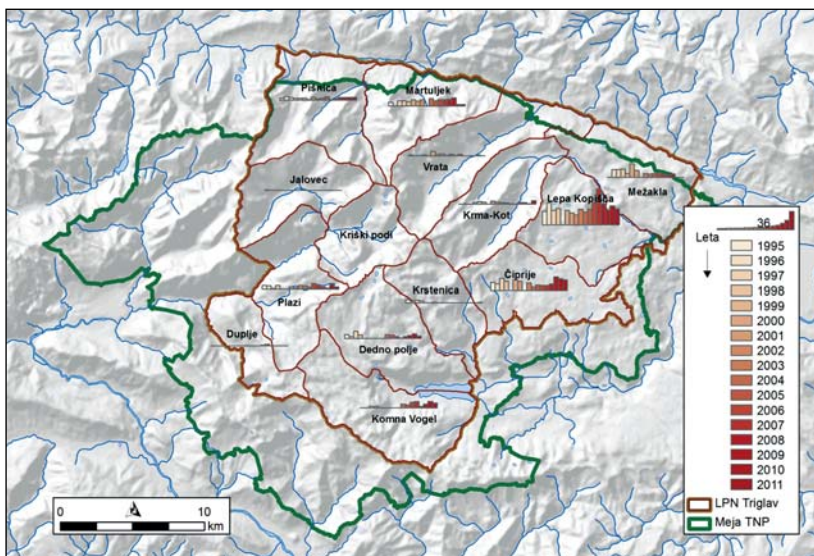 Pišnica
Martuljek
Vrata
Jalovec
Mežakla
Lepa Kopišča
Krma-Kot
Kriški podi
Čiprije
Krstenica
Plazi
Duplje
Dedno polje
Komna Vogel
36
Leta
1995
1996
1997
1998
1999
2000
2001
2002
2003
2004
2005
2006
2007
2008
2009
2010
2011
LPN Triglav
Meja TNP
0 10
km